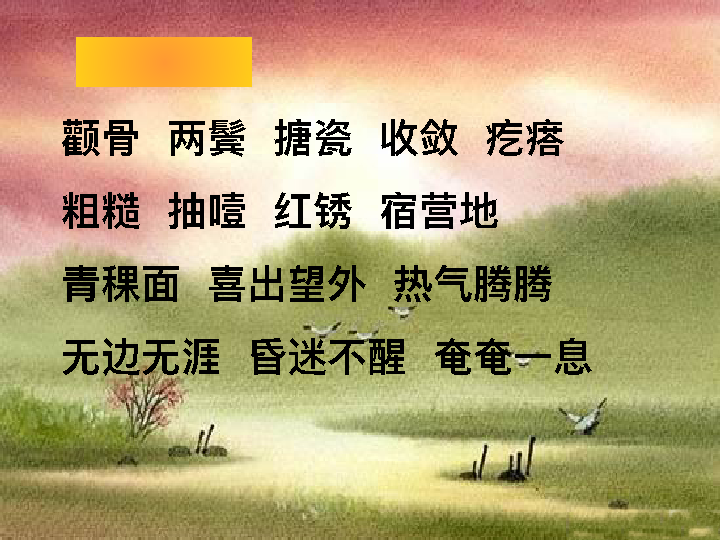 颧骨 两鬓 搪瓷 收敛 疙瘩
粗糙 抽噎 红锈 宿营地
青稞面 喜出望外 热气腾腾
无边无涯 昏迷不醒 奄奄一息